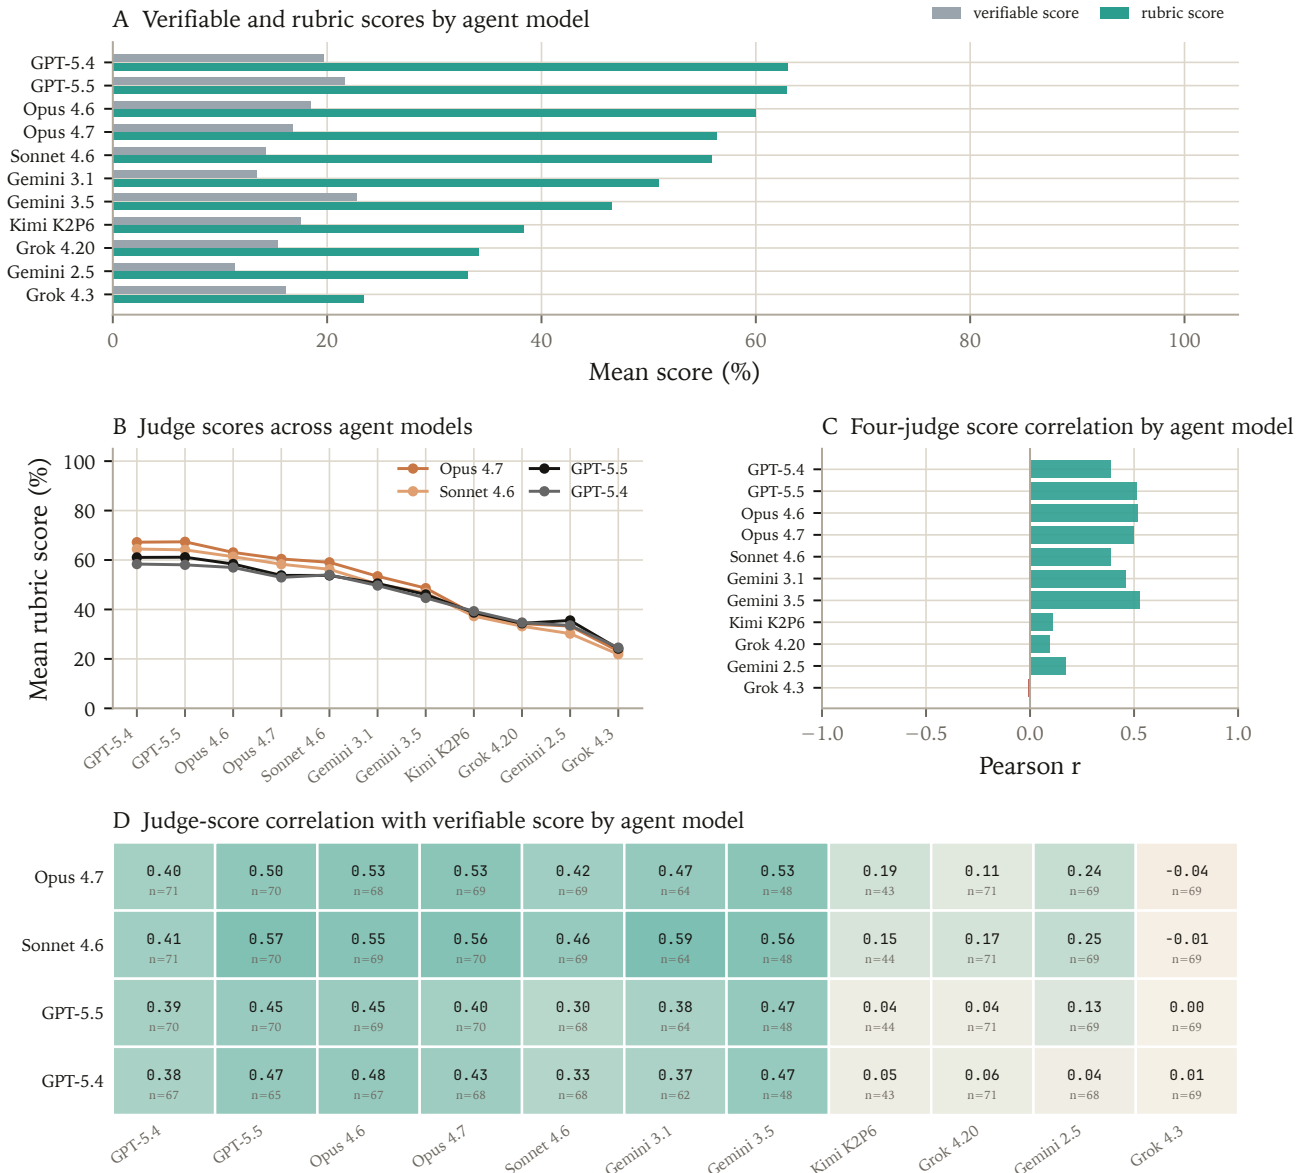 A Verifiable and rubric scores by agent model
verifiable score
rubric score
GPT-5.4
GPT-5.5
Opus 4.6
Opus 4.7
Sonnet 4.6
Gemini 3.1
Gemini 3.5
Kimi K2P6
Grok 4.20
Gemini 2.5
Grok 4.3
0 20 40 60 80 100
Mean score (%)
B Judge scores across agent models
Mean rubric score (%)
100
80
60
40
20
0
Opus 4.7
GPT-5.5
Sonnet 4.6
GPT-5.4
GPT-5.4
GPT-5.5
Opus 4.6
Opus 4.7
Sonnet 4.6
Gemini 3.1
Gemini 3.5
Kimi K2P6
Grok 4.20
Gemini 2.5
Grok 4.3
C Four-judge score correlation by agent model
GPT-5.4
GPT-5.5
Opus 4.6
Opus 4.7
Sonnet 4.6
Gemini 3.1
Gemini 3.5
Kimi K2P6
Grok 4.20
Gemini 2.5
Grok 4.3
−1.0 −0.5 0.0 0.5 1.0
Pearson r
D Judge-score correlation with verifiable score by agent model
Opus 4.7
0.40 0.50 0.53 0.53 0.42 0.47 0.53 0.19 0.11 0.24 -0.04
n=71 n=70 n=68 n=69 n=69 n=64 n=48 n=43 n=71 n=69 n=69
Sonnet 4.6
0.41 0.57 0.55 0.56 0.46 0.59 0.56 0.15 0.17 0.25 -0.01
n=71 n=70 n=69 n=70 n=69 n=64 n=48 n=44 n=71 n=69 n=69
GPT-5.5
0.39 0.45 0.45 0.40 0.30 0.38 0.47 0.04 0.04 0.13 0.00
n=70 n=70 n=69 n=70 n=68 n=64 n=48 n=44 n=71 n=69 n=69
GPT-5.4
0.38 0.47 0.48 0.43 0.33 0.37 0.47 0.05 0.06 0.04 0.01
n=67 n=65 n=67 n=68 n=68 n=62 n=48 n=43 n=71 n=68 n=69
GPT-5.4
GPT-5.5
Opus 4.6
Opus 4.7
Sonnet 4.6
Gemini 3.1
Gemini 3.5
Kimi K2P6
Grok 4.20
Gemini 2.5
Grok 4.3